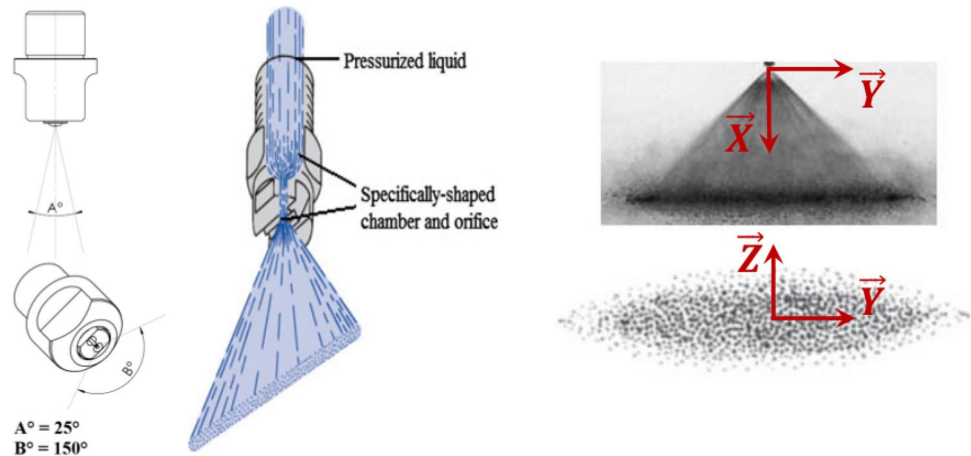 A°
B°
A° = 25°
B° = 150°
Pressurized liquid
Specifically-shaped
chamber and orifice
Y
X
Z
Y